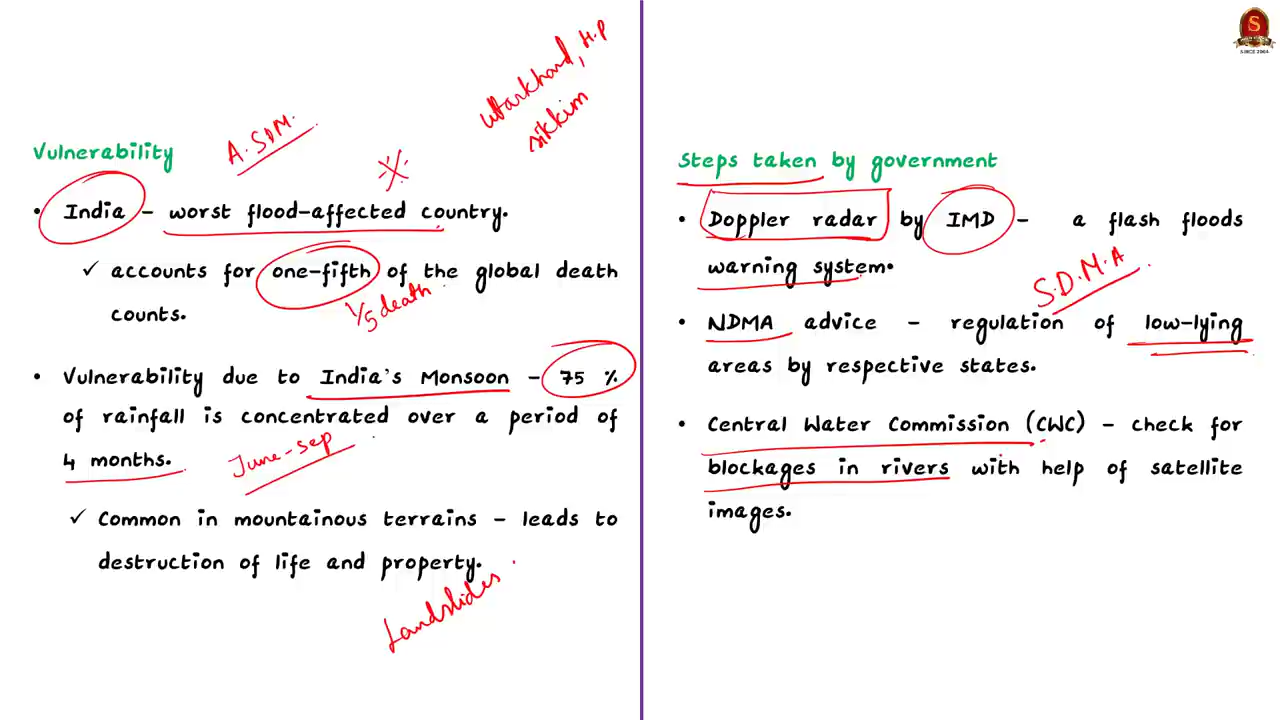 Vulnerability
A. SDM.
Uttarkhand, H.P
sikkim
• India – worst flood-affected country.
✓ accounts for one-fifth of the global death
counts.
1/5 death
• Vulnerability due to India's Monsoon – 75 %
of rainfall is concentrated over a period of
4 months.
June-sep
✓ Common in mountainous terrains – leads to
destruction of life and property.
Landslides
S
SINCE 2004
Steps taken by government
• Doppler radar by IMD – a flash floods
warning system.
S.D.M.A
• NDMA advice – regulation of low-lying
areas by respective states.
• Central Water Commission (CWC) – check for
blockages in rivers with help of satellite
images.